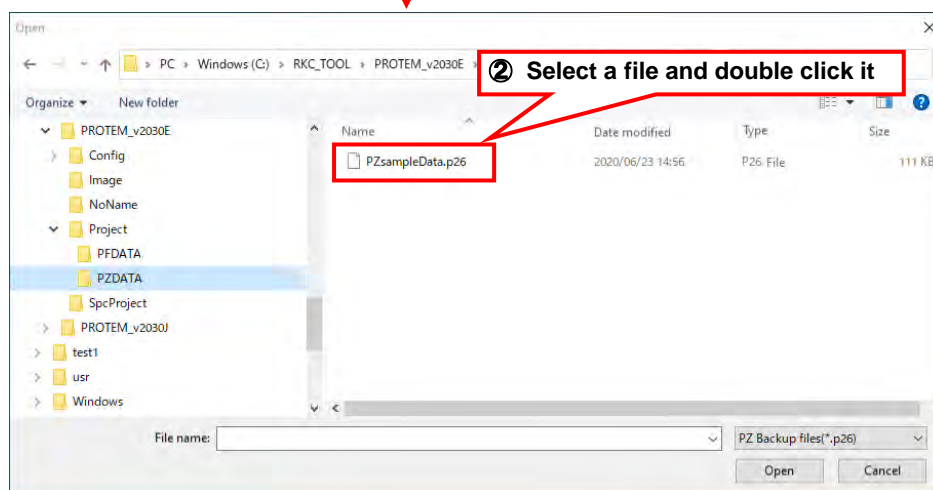 Open
> PC > Windows (C:) > RKC_TOOL > PROTEM_v2030E >
② Select a file and double click it
Organize New folder
Name Date modified Type Size
PZsampleData.p26 2020/06/23 14:56 P26 File 111 KB
PROTEM_v2030E
Config
Image
NoName
Project
PFDATA
PZDATA
SpcProject
PROTEM_v2030J
test1
usr
Windows
File name: PZ Backup files(*.p26)
Open Cancel